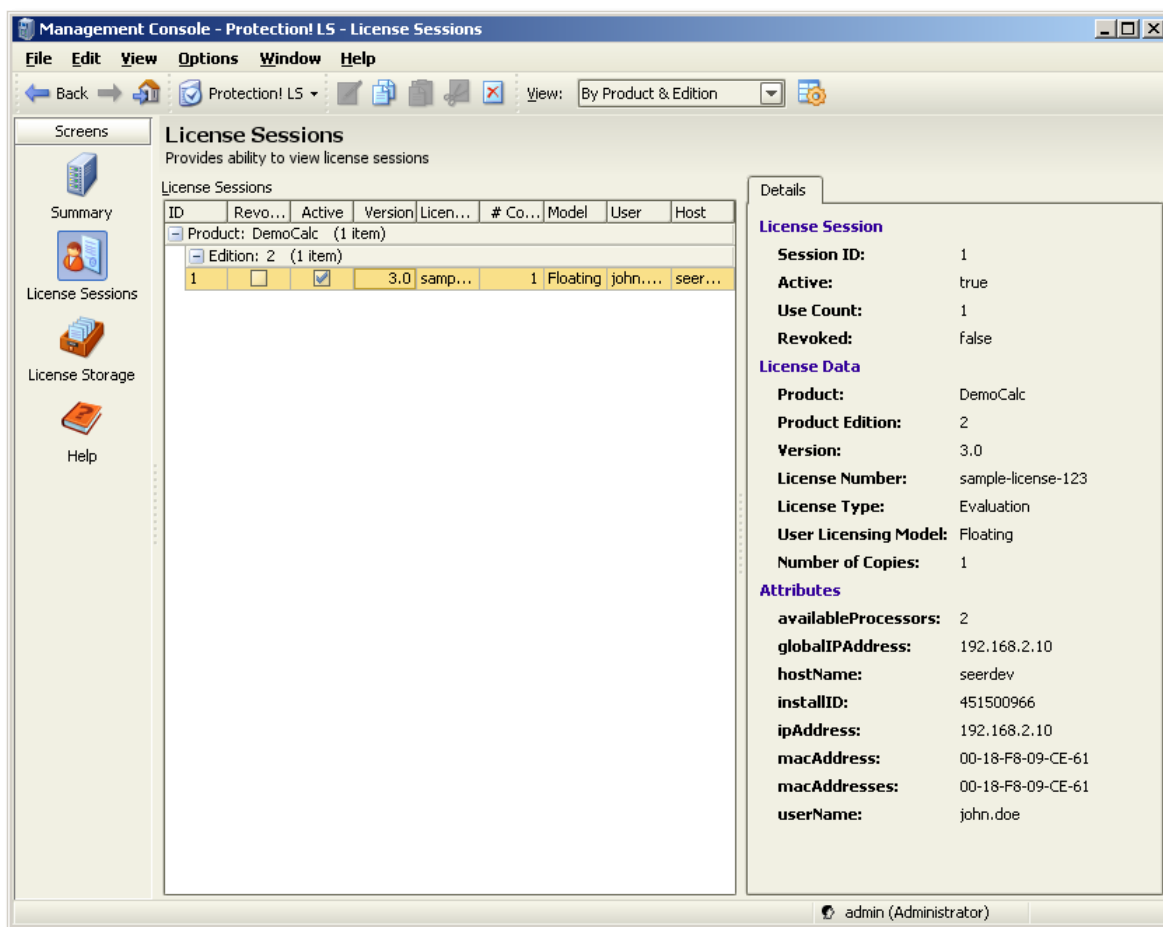 Management Console - Protection! LS - License Sessions
File Edit View Options Window Help
Back Protection! LS View: By Product & Edition
Screens
Summary
License Sessions
License Storage
Help
License Sessions
Provides ability to view license sessions
License Sessions
ID Revo... Active Version Licen... # Co... Model User Host
Product: DemoCalc (1 item)
Edition: 2 (1 item)
1 3.0 samp... 1 Floating john.... seer...
Details
License Session
Session ID: 1
Active: true
Use Count: 1
Revoked: false
License Data
Product: DemoCalc
Product Edition: 2
Version: 3.0
License Number: sample-license-123
License Type: Evaluation
User Licensing Model: Floating
Number of Copies: 1
Attributes
availableProcessors: 2
globalIPAddress: 192.168.2.10
hostName: seerdev
installID: 451500966
ipAddress: 192.168.2.10
macAddress: 00-18-F8-09-CE-61
macAddresses: 00-18-F8-09-CE-61
userName: john.doe
admin (Administrator)